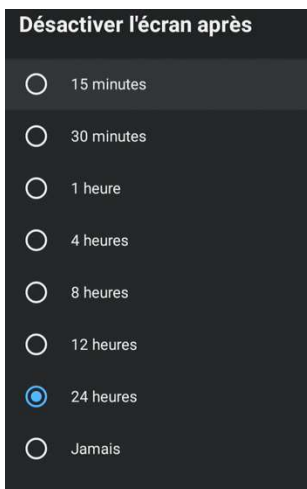 Désactiver l'écran après
15 minutes
30 minutes
1 heure
4 heures
8 heures
12 heures
24 heures
Jamais